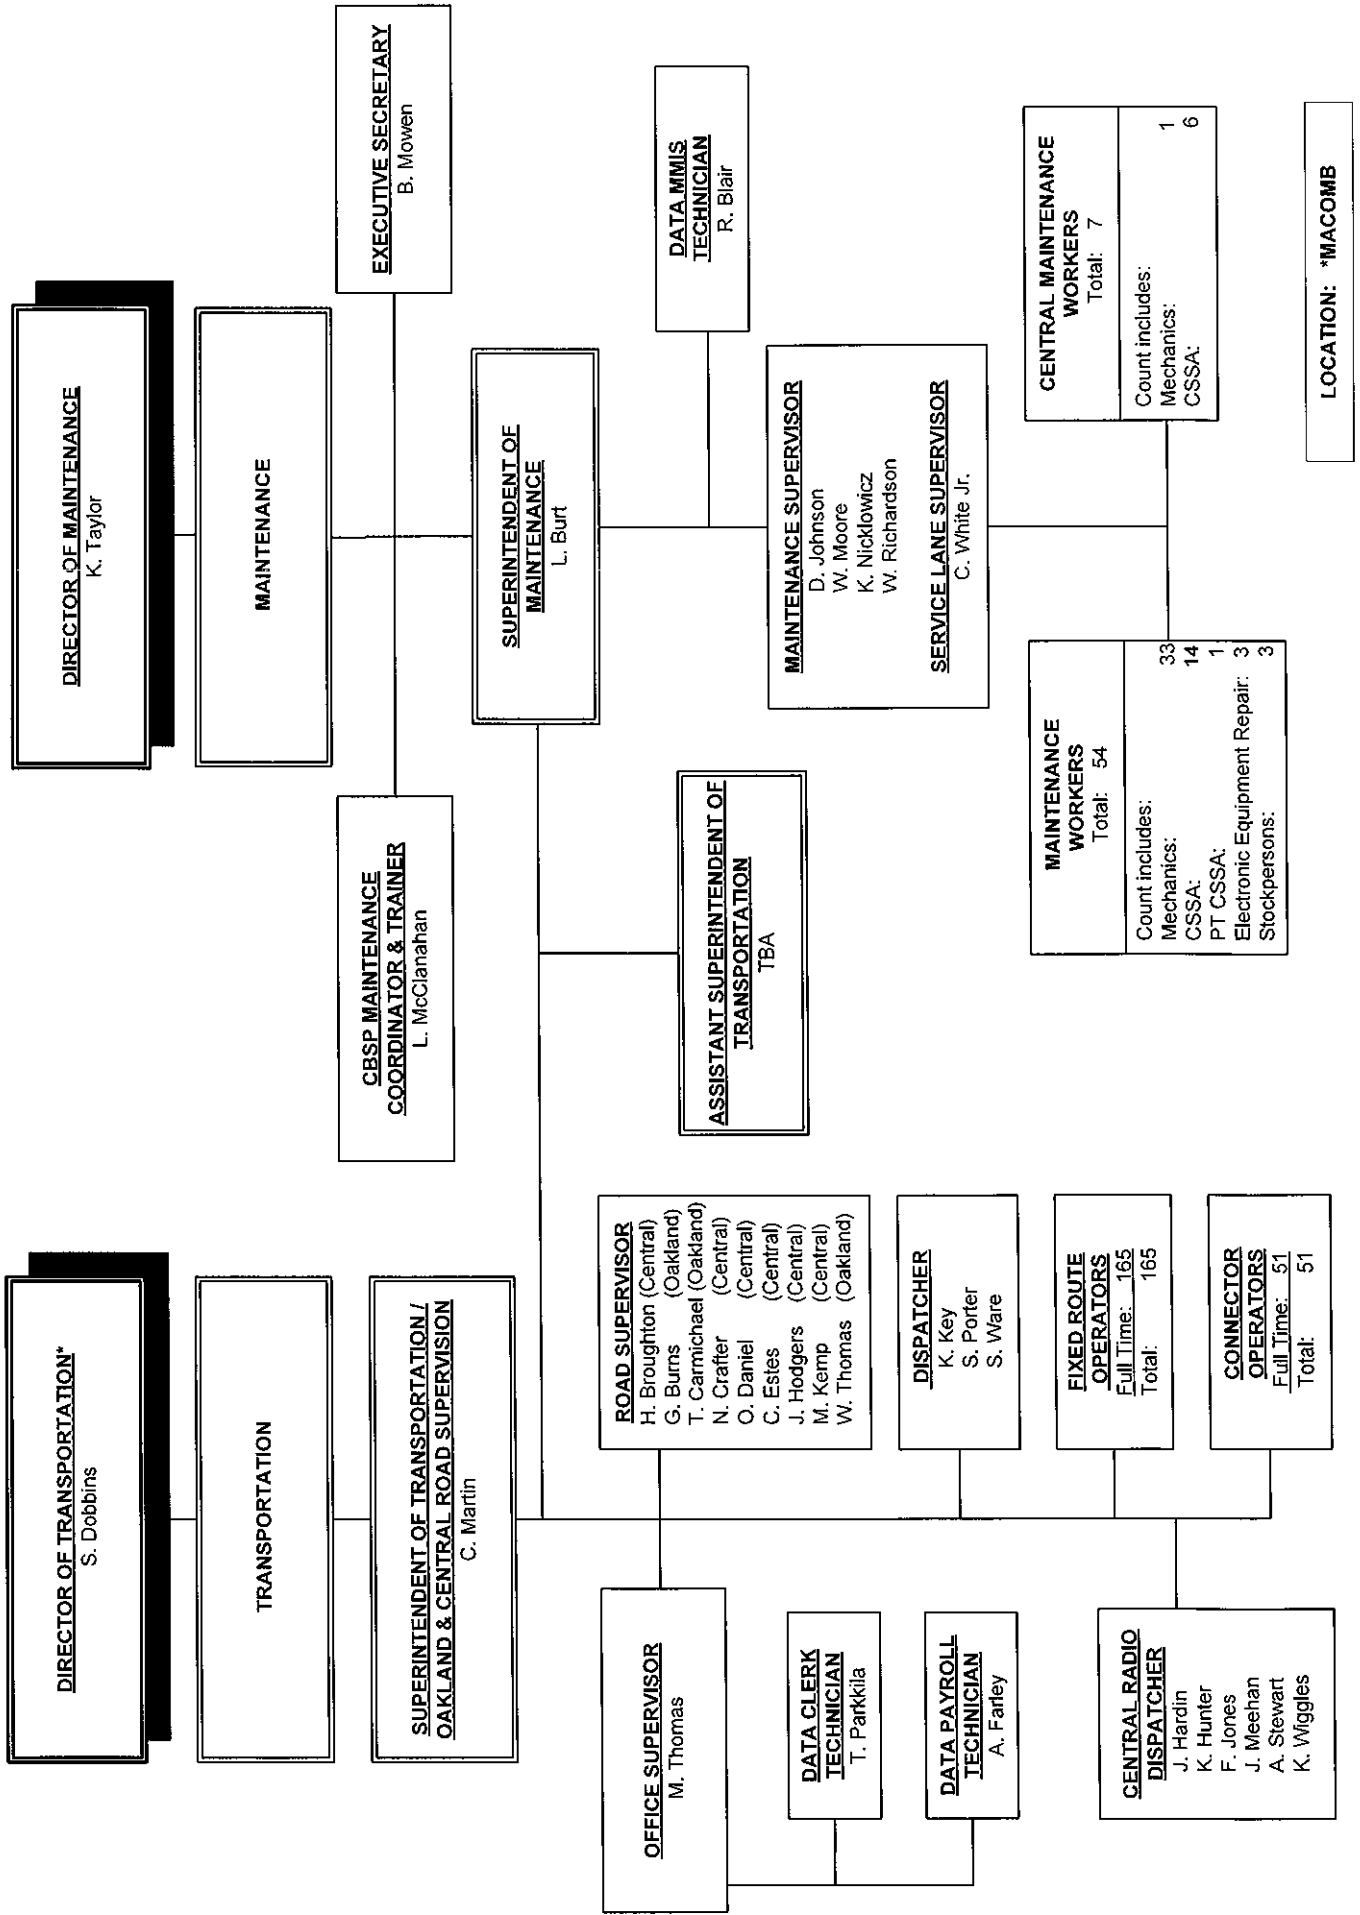 DIRECTOR OF TRANSPORTATION*
S. Dobbins
TRANSPORTATION
SUPERINTENDENT OF TRANSPORTATION /
OAKLAND & CENTRAL ROAD SUPERVISION
C. Martin
OFFICE SUPERVISOR
M. Thomas
DATA CLERK
TECHNICIAN
T. Parkkila
DATA PAYROLL
TECHNICIAN
A. Farley
CENTRAL RADIO
DISPATCHER
J. Hardin
K. Hunter
F. Jones
J. Meehan
A. Stewart
K. Wiggles
ROAD SUPERVISOR
H. Broughton (Central)
G. Burns (Oakland)
T. Carmichael (Oakland)
N. Crafter (Central)
O. Daniel (Central)
C. Estes (Central)
J. Hodgers (Central)
M. Kemp (Central)
W. Thomas (Oakland)
DISPATCHER
K. Key
S. Porter
S. Ware
FIXED ROUTE
OPERATORS
Full Time: 165
Total: 165
CONNECTOR
OPERATORS
Full Time: 51
Total: 51
DIRECTOR OF MAINTENANCE
K. Taylor
MAINTENANCE
CBSP MAINTENANCE
COORDINATOR & TRAINER
L. McClanahan
EXECUTIVE SECRETARY
B. Mowen
SUPERINTENDENT OF
MAINTENANCE
L. Burt
ASSISTANT SUPERINTENDENT OF
TRANSPORTATION
TBA
DATA MMIS
TECHNICIAN
R. Blair
MAINTENANCE SUPERVISOR
D. Johnson
W. Moore
K. Nicklowicz
W. Richardson
SERVICE LANE SUPERVISOR
C. White Jr.
MAINTENANCE
WORKERS
Total: 54
Count includes:
Mechanics: 33
CSSA: 14
PT CSSA: 1
Electronic Equipment Repair: 3
Stockpersons: 3
CENTRAL MAINTENANCE
WORKERS
Total: 7
Count includes:
Mechanics: 1
CSSA: 6
LOCATION: *MACOMB